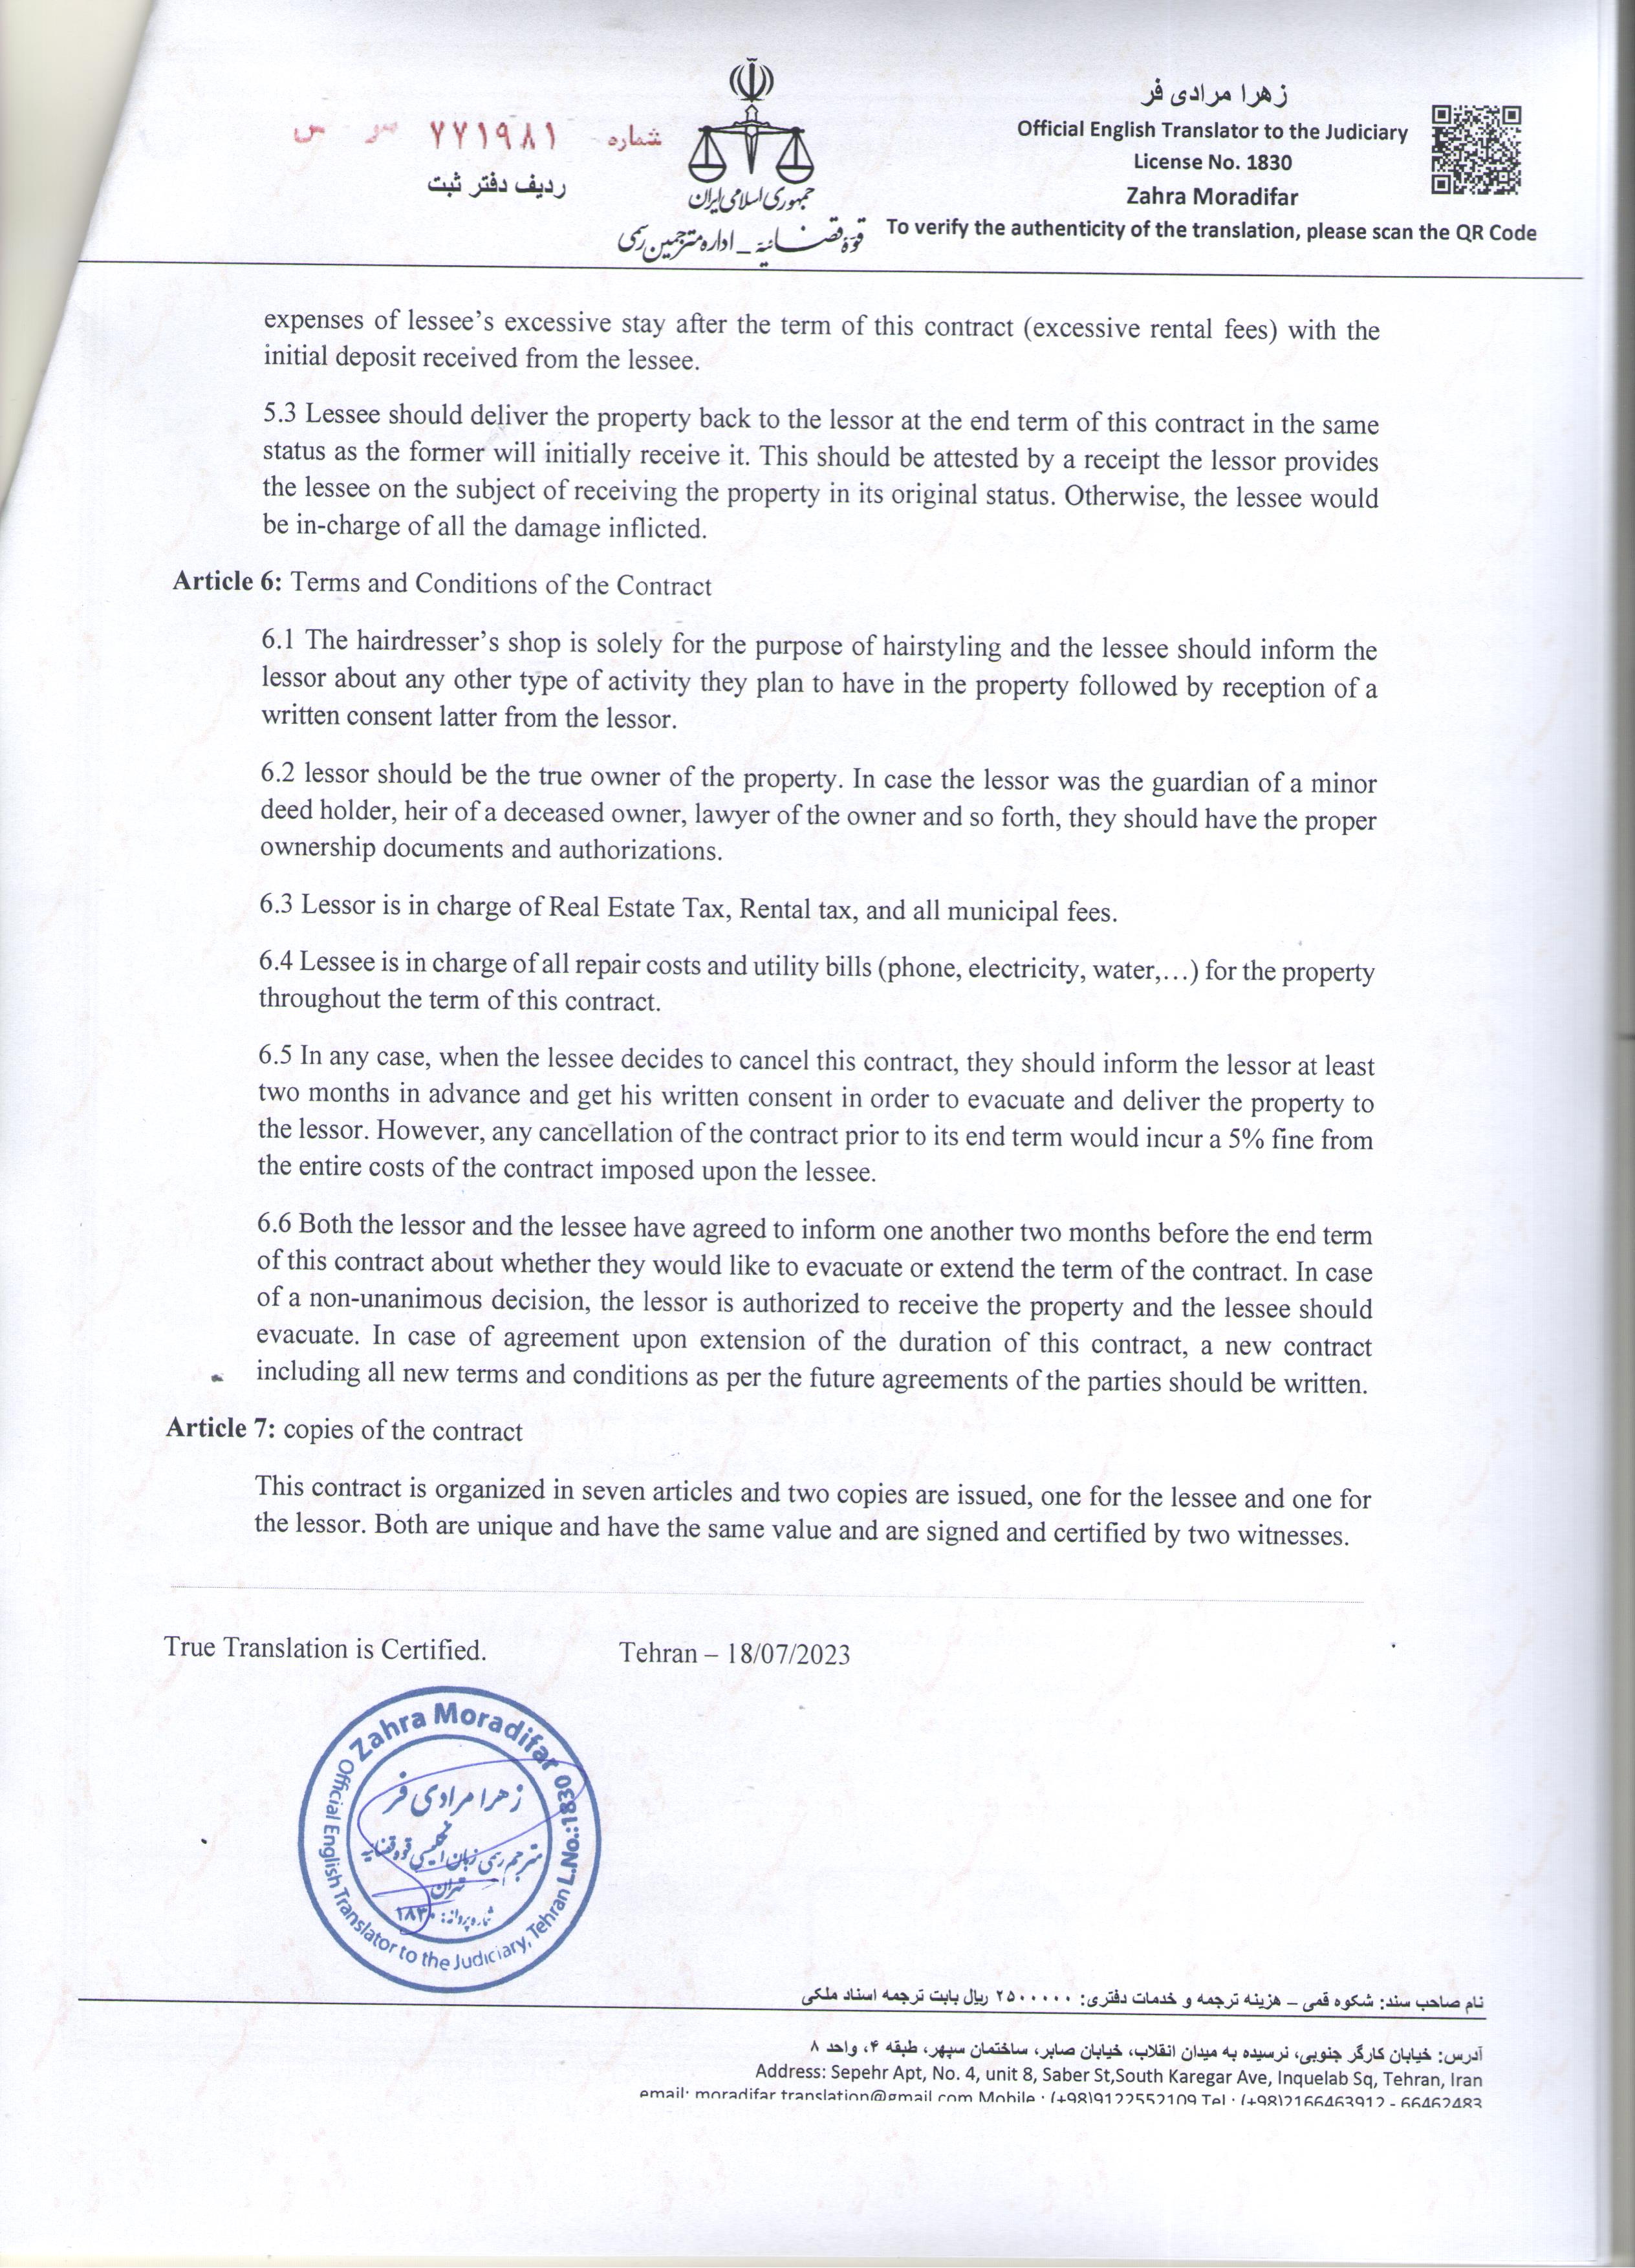 شماره ۷۷۱۹۸۱ س س
ردیف دفتر ثبت
جمهوری اسلامی ایران
قوه قضائیه – اداره مترجمین رسمی
زهرا مرادی فر
Official English Translator to the Judiciary
License No. 1830
Zahra Moradifar
To verify the authenticity of the translation, please scan the QR Code
expenses of lessee’s excessive stay after the term of this contract (excessive rental fees) with the
initial deposit received from the lessee.
5.3 Lessee should deliver the property back to the lessor at the end term of this contract in the same
status as the former will initially receive it. This should be attested by a receipt the lessor provides
the lessee on the subject of receiving the property in its original status. Otherwise, the lessee would
be in-charge of all the damage inflicted.
Article 6: Terms and Conditions of the Contract
6.1 The hairdresser’s shop is solely for the purpose of hairstyling and the lessee should inform the
lessor about any other type of activity they plan to have in the property followed by reception of a
written consent latter from the lessor.
6.2 lessor should be the true owner of the property. In case the lessor was the guardian of a minor
deed holder, heir of a deceased owner, lawyer of the owner and so forth, they should have the proper
ownership documents and authorizations.
6.3 Lessor is in charge of Real Estate Tax, Rental tax, and all municipal fees.
6.4 Lessee is in charge of all repair costs and utility bills (phone, electricity, water,…) for the property
throughout the term of this contract.
6.5 In any case, when the lessee decides to cancel this contract, they should inform the lessor at least
two months in advance and get his written consent in order to evacuate and deliver the property to
the lessor. However, any cancellation of the contract prior to its end term would incur a 5% fine from
the entire costs of the contract imposed upon the lessee.
6.6 Both the lessor and the lessee have agreed to inform one another two months before the end term
of this contract about whether they would like to evacuate or extend the term of the contract. In case
of a non-unanimous decision, the lessor is authorized to receive the property and the lessee should
evacuate. In case of agreement upon extension of the duration of this contract, a new contract
including all new terms and conditions as per the future agreements of the parties should be written.
Article 7: copies of the contract
This contract is organized in seven articles and two copies are issued, one for the lessee and one for
the lessor. Both are unique and have the same value and are signed and certified by two witnesses.
True Translation is Certified. Tehran – 18/07/2023
Zahra Moradifar
Official English Translator to the Judiciary, Tehran L.No.:1830
زهرا مرادی فر
مترجم رسمی زبان انگلیسی قوه قضائیه
تهران
شماره پروانه: ۱۸۳۰
نام صاحب سند: شکوه قمی – هزینه ترجمه و خدمات دفتری: ۲۵۰۰۰۰۰ ریال بابت ترجمه اسناد ملکی
آدرس: خیابان کارگر جنوبی، نرسیده به میدان انقلاب، خیابان صابر، ساختمان سپهر، طبقه ۴، واحد ۸
Address: Sepehr Apt, No. 4, unit 8, Saber St,South Karegar Ave, Inquelab Sq, Tehran, Iran
email: moradifar.translation@gmail.com Mobile : (+98)9122552109 Tel : (+98)2166463912 - 66462483